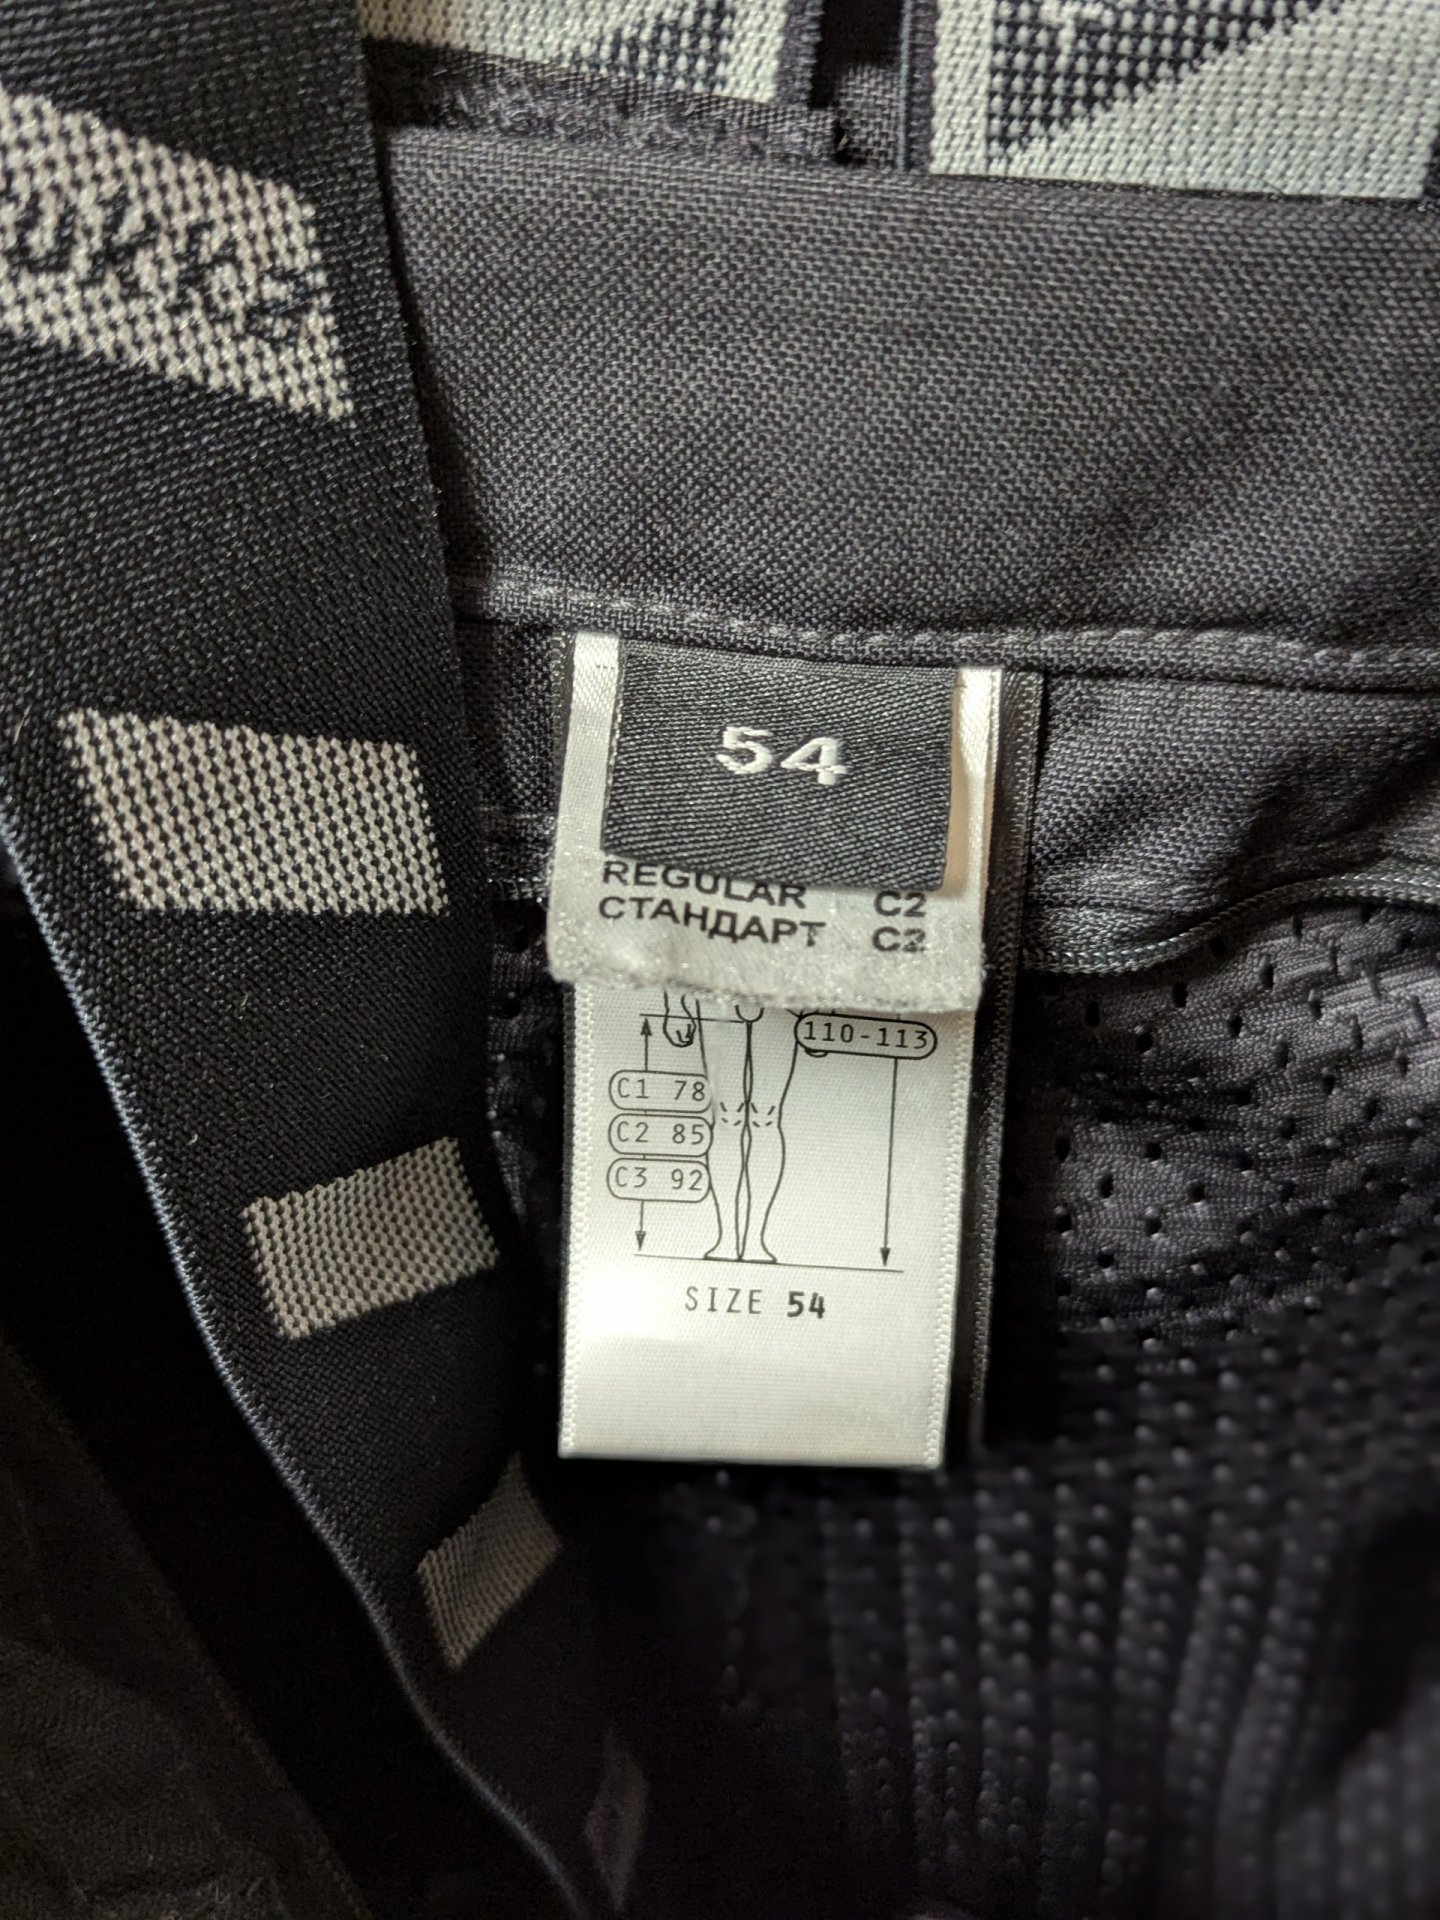 54
REGULAR C2
СТАНДАРТ C2
110-113
C1 78
C2 85
C3 92
SIZE 54